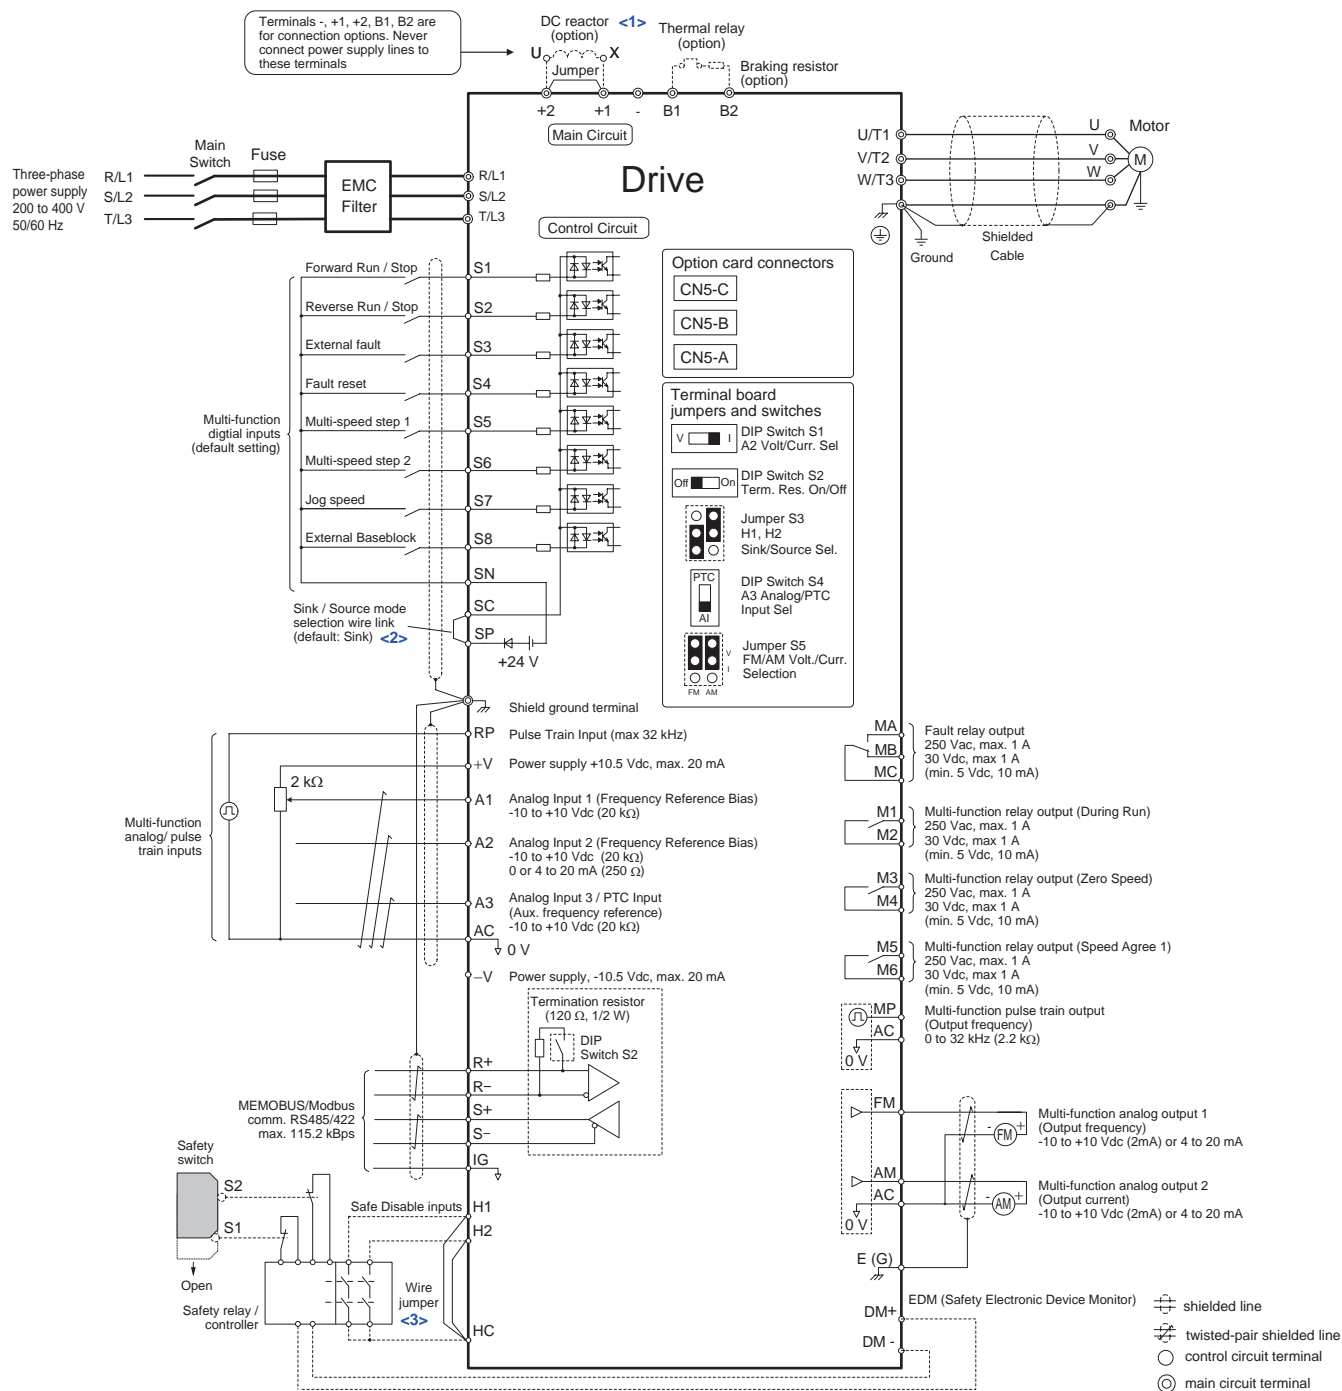 Terminals -, +1, +2, B1, B2 are
for connection options. Never
connect power supply lines to
these terminals
DC reactor
(option)
<1>
U
X
Jumper
Thermal relay
(option)
Braking resistor
(option)
+2
+1
-
B1
B2
Main Circuit
Drive
Three-phase
power supply
200 to 400 V
50/60 Hz
R/L1
S/L2
T/L3
Main
Switch
Fuse
EMC
Filter
R/L1
S/L2
T/L3
U/T1
V/T2
W/T3
U
V
W
Motor
M
Ground
Shielded
Cable
Control Circuit
Multi-function
digtial inputs
(default setting)
Forward Run / Stop
S1
Reverse Run / Stop
S2
External fault
S3
Fault reset
S4
Multi-speed step 1
S5
Multi-speed step 2
S6
Jog speed
S7
External Baseblock
S8
SN
SC
SP
+24 V
Sink / Source mode
selection wire link
(default: Sink)
<2>
Option card connectors
CN5-C
CN5-B
CN5-A
Terminal board
jumpers and switches
V
I
DIP Switch S1
A2 Volt/Curr. Sel
Off
On
DIP Switch S2
Term. Res. On/Off
Jumper S3
H1, H2
Sink/Source Sel.
PTC
AI
DIP Switch S4
A3 Analog/PTC
Input Sel
V
I
FM AM
Jumper S5
FM/AM Volt./Curr.
Selection
Shield ground terminal
Multi-function
analog/ pulse
train inputs
2 kΩ
RP
Pulse Train Input (max 32 kHz)
+V
Power supply +10.5 Vdc, max. 20 mA
A1
Analog Input 1 (Frequency Reference Bias)
-10 to +10 Vdc (20 kΩ)
A2
Analog Input 2 (Frequency Reference Bias)
-10 to +10 Vdc (20 kΩ)
0 or 4 to 20 mA (250 Ω)
A3
Analog Input 3 / PTC Input
(Aux. frequency reference)
-10 to +10 Vdc (20 kΩ)
AC
0 V
−V
Power supply, -10.5 Vdc, max. 20 mA
Termination resistor
(120 Ω, 1/2 W)
DIP
Switch S2
MEMOBUS/Modbus
comm. RS485/422
max. 115.2 kBps
R+
R−
S+
S−
IG
Safety
switch
S2
S1
Open
Safety relay /
controller
Safe Disable inputs
H1
H2
Wire
jumper
<3>
HC
MA
MB
MC
Fault relay output
250 Vac, max. 1 A
30 Vdc, max 1 A
(min. 5 Vdc, 10 mA)
M1
M2
Multi-function relay output (During Run)
250 Vac, max. 1 A
30 Vdc, max 1 A
(min. 5 Vdc, 10 mA)
M3
M4
Multi-function relay output (Zero Speed)
250 Vac, max. 1 A
30 Vdc, max 1 A
(min. 5 Vdc, 10 mA)
M5
M6
Multi-function relay output (Speed Agree 1)
250 Vac, max. 1 A
30 Vdc, max 1 A
(min. 5 Vdc, 10 mA)
MP
AC
0 V
Multi-function pulse train output
(Output frequency)
0 to 32 kHz (2.2 kΩ)
FM
-
+
FM
Multi-function analog output 1
(Output frequency)
-10 to +10 Vdc (2mA) or 4 to 20 mA
AM
AC
0 V
-
+
AM
Multi-function analog output 2
(Output current)
-10 to +10 Vdc (2mA) or 4 to 20 mA
E (G)
EDM (Safety Electronic Device Monitor)
DM+
DM -
shielded line
twisted-pair shielded line
control circuit terminal
main circuit terminal